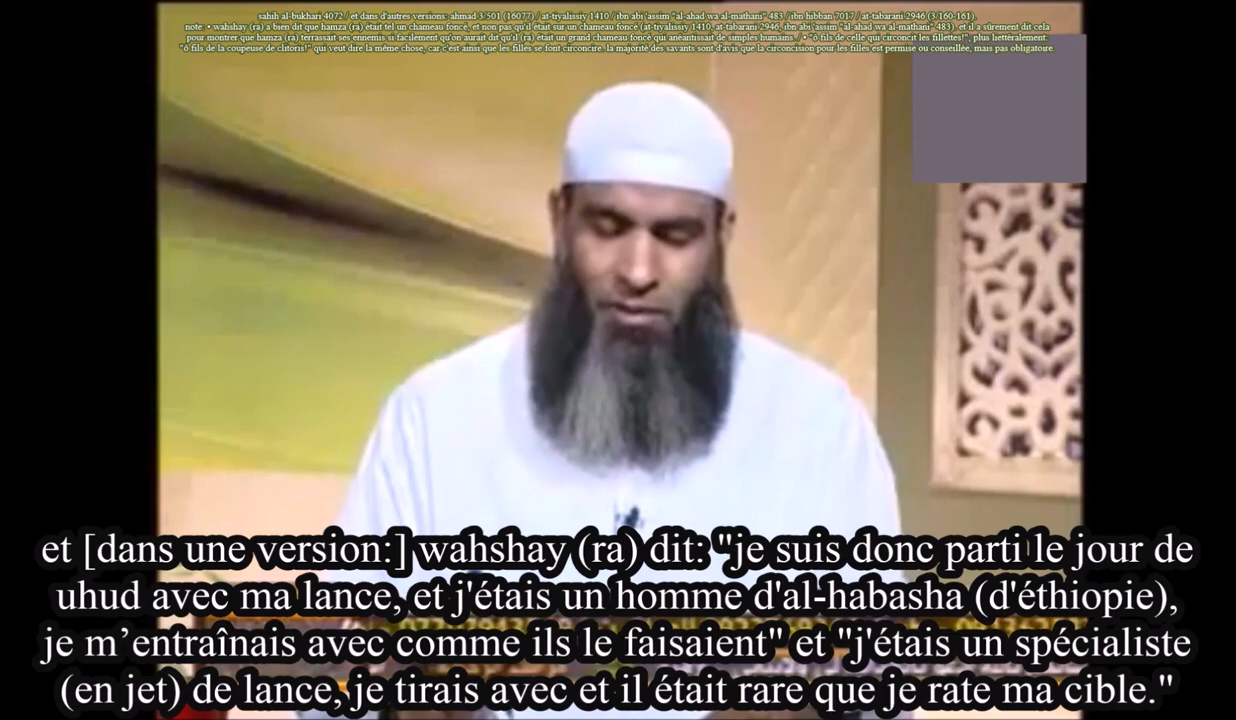 sahih al-bukhari 4072 / et dans d'autres versions: ahmad 3/501 (16077) / at-tiyalissiy 1410 / ibn abi 'assim "al-ahad wa al-mathani" 483 / ibn hibban 7017 / at-tabarani 2946 (3/160-161).
note: • wahshay (ra) a bien dit que hamza (ra) était tel un chameau foncé, et non pas qu'il était sur un chameau foncé (at-tiyalissiy 1410, at-tabarani 2946, ibn abi 'assim "al-ahad wa al-mathani" 483). et il a sûrement dit cela
pour montrer que hamza (ra) terrassait ses ennemis si facilement qu'on aurait dit qu'il (ra) était un grand chameau foncé qui anéantissait de simples humains. / • "ô fils de celle qui circoncit les fillettes!", plus littéralement:
"ô fils de la coupeuse de clitoris!" qui veut dire la même chose, car c'est ainsi que les filles se font circoncire. la majorité des savants sont d'avis que la circoncision pour les filles est permise ou conseillée, mais pas obligatoire.
et [dans une version:] wahshay (ra) dit: "je suis donc parti le jour de
uhud avec ma lance, et j'étais un homme d'al-habasha (d'éthiopie),
je m’entraînais avec comme ils le faisaient" et "j'étais un spécialiste
(en jet) de lance, je tirais avec et il était rare que je rate ma cible."